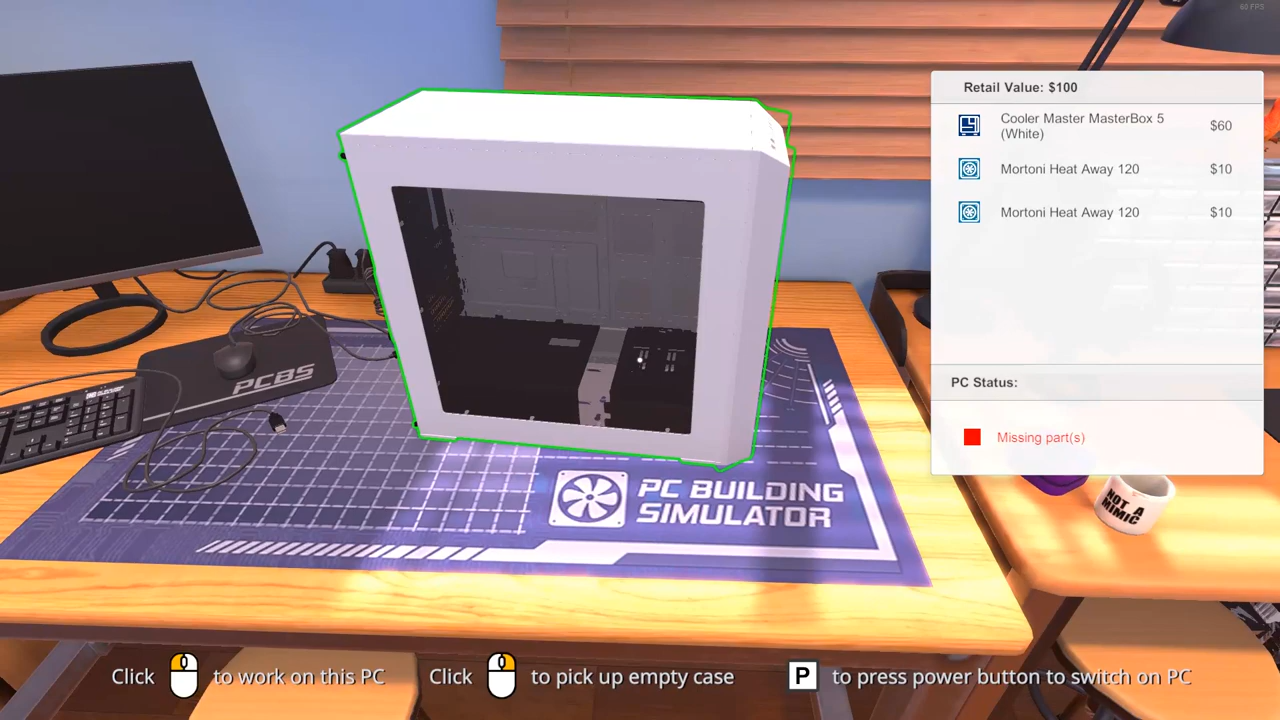 60 FPS
Retail Value: $100
Cooler Master MasterBox 5
(White)
$60
Mortoni Heat Away 120
$10
Mortoni Heat Away 120
$10
PC Status:
Missing part(s)
PCBS
PC BUILDING
SIMULATOR
NOT A
MIMIC
Click
to work on this PC
Click
to pick up empty case
P
to press power button to switch on PC